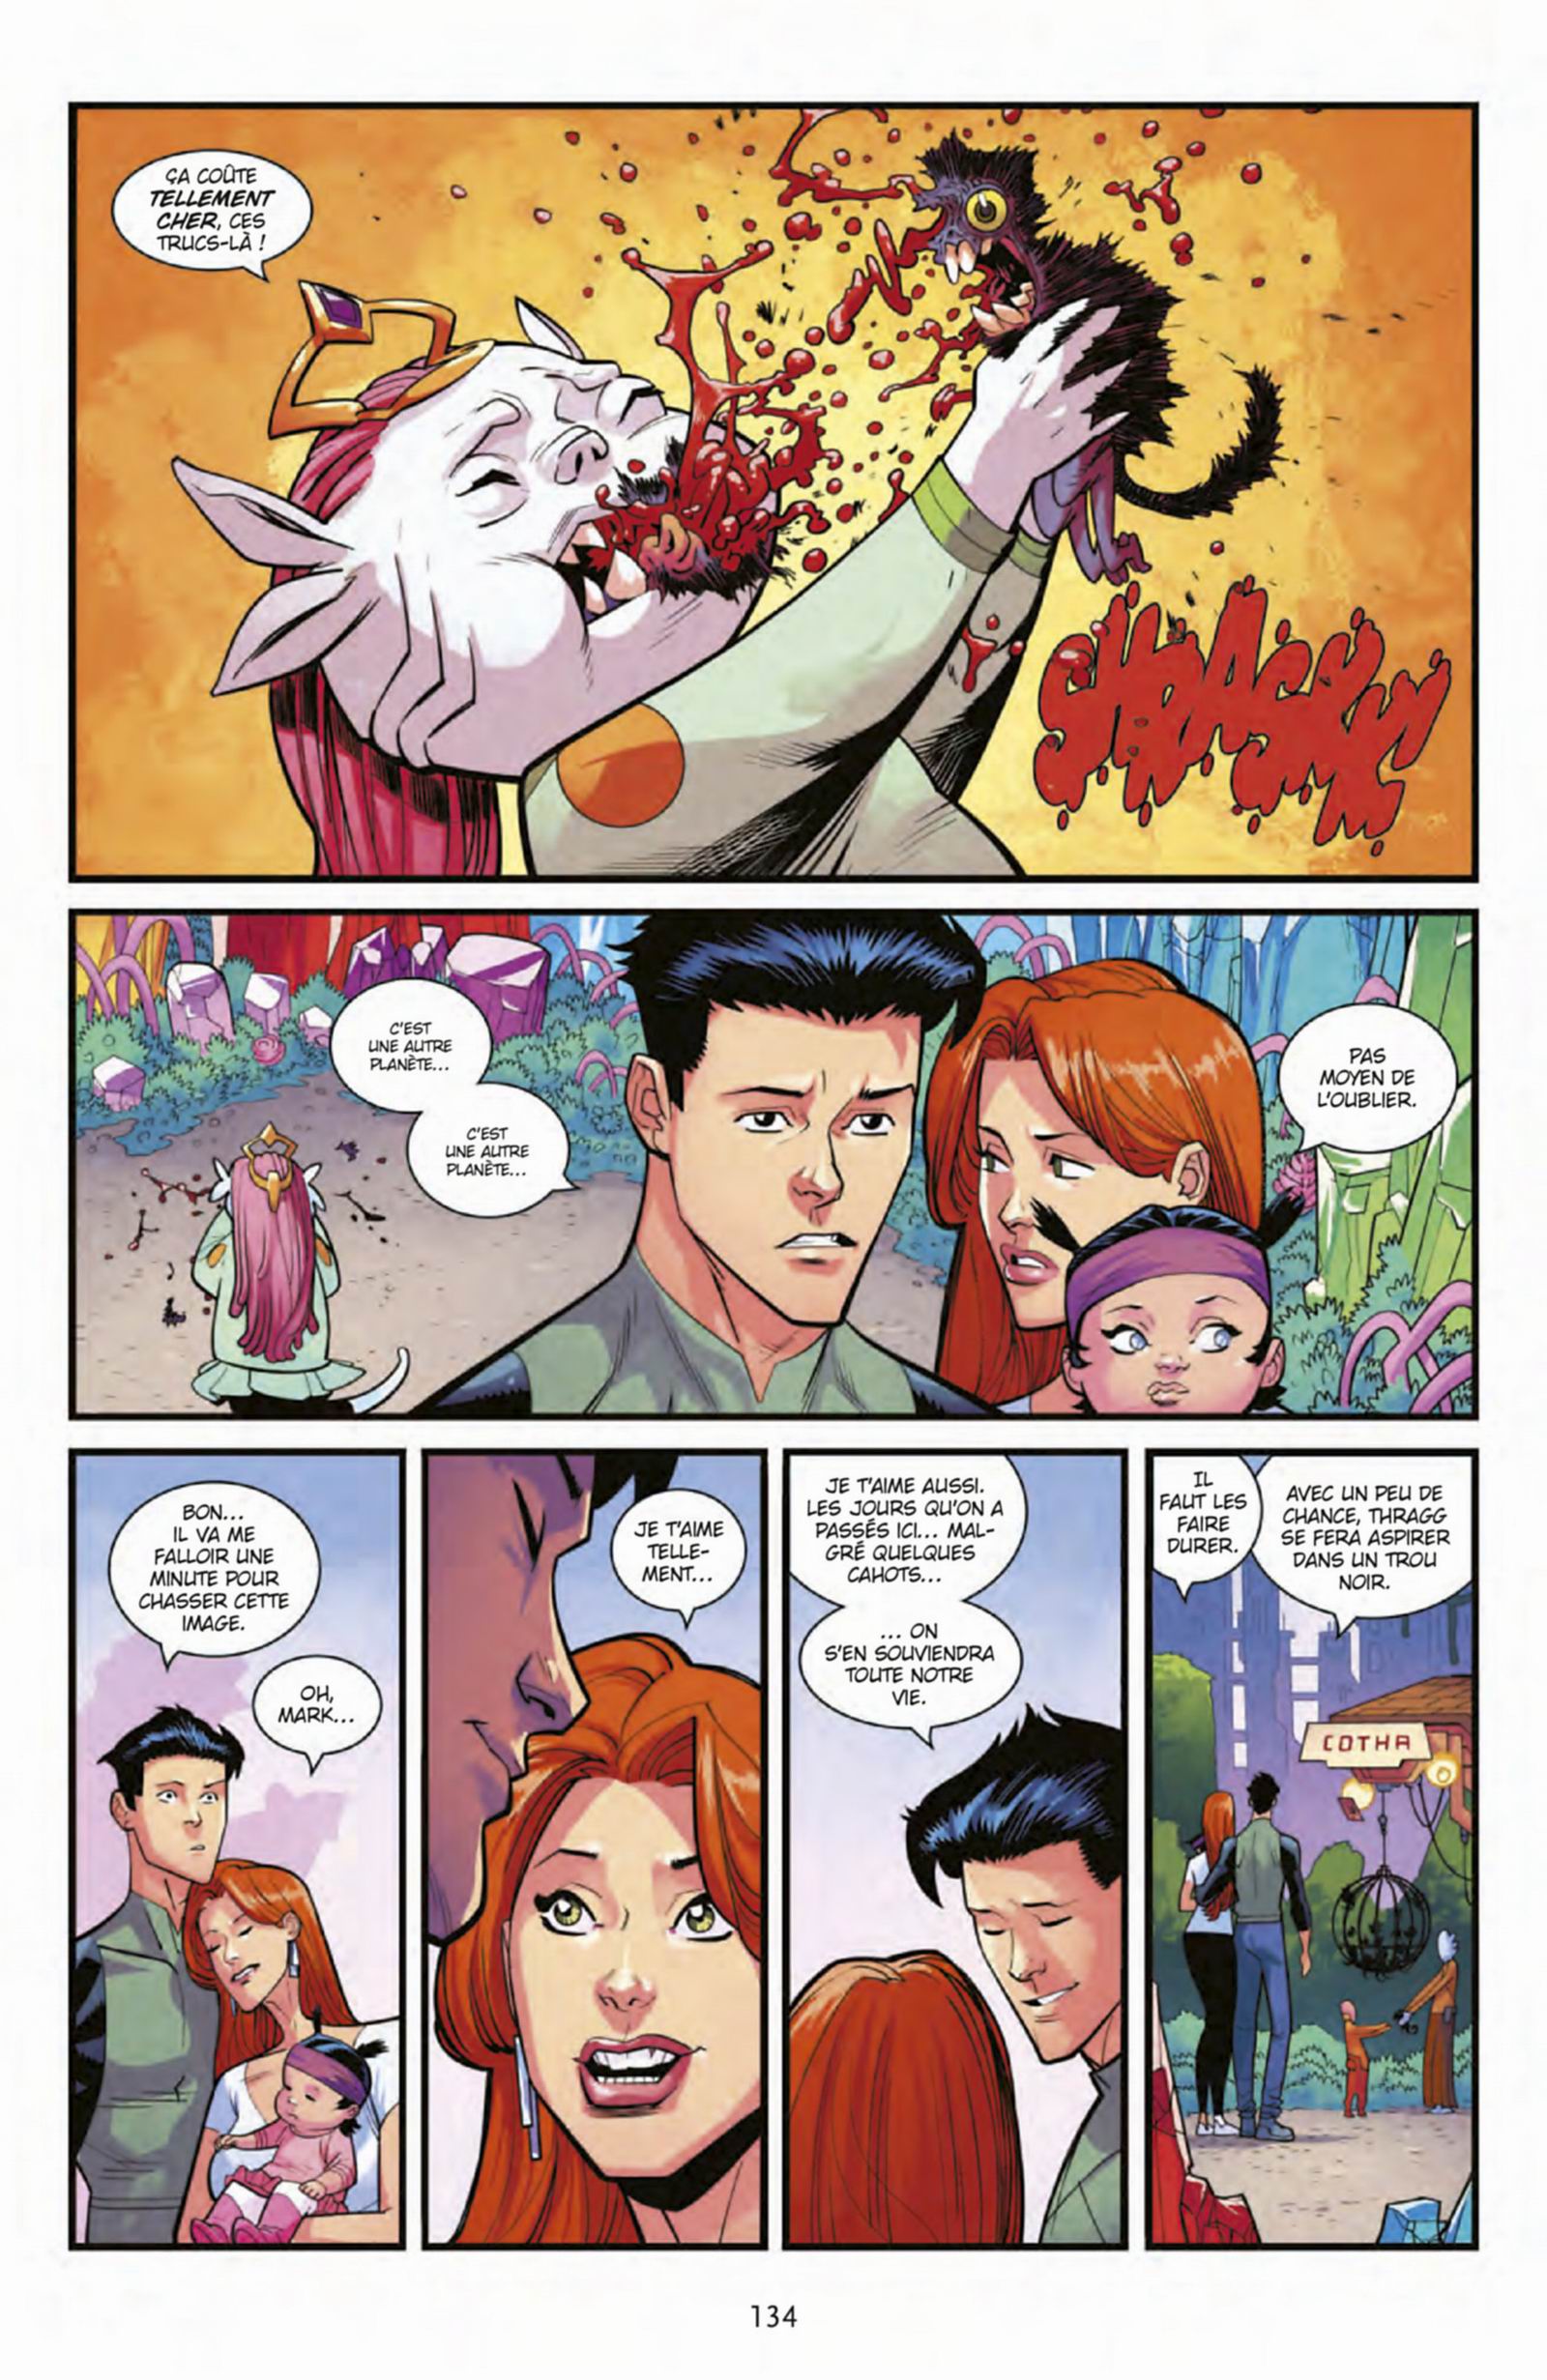 ÇA COÛTE
TELLEMENT
CHER, CES
TRUCS-LÀ !
SHRASKK
C'EST
UNE AUTRE
PLANÈTE...
C'EST
UNE AUTRE
PLANÈTE...
PAS
MOYEN DE
L'OUBLIER.
BON...
IL VA ME
FALLOIR UNE
MINUTE POUR
CHASSER CETTE
IMAGE.
OH,
MARK...
JE T'AIME
TELLE-
MENT...
JE T'AIME AUSSI.
LES JOURS QU'ON A
PASSÉS ICI... MAL-
GRÉ QUELQUES
CAHOTS...
... ON
S'EN SOUVIENDRA
TOUTE NOTRE
VIE.
IL
FAUT LES
FAIRE
DURER.
AVEC UN PEU DE
CHANCE, THRAGG
SE FERA ASPIRER
DANS UN TROU
NOIR.
COTHA
134